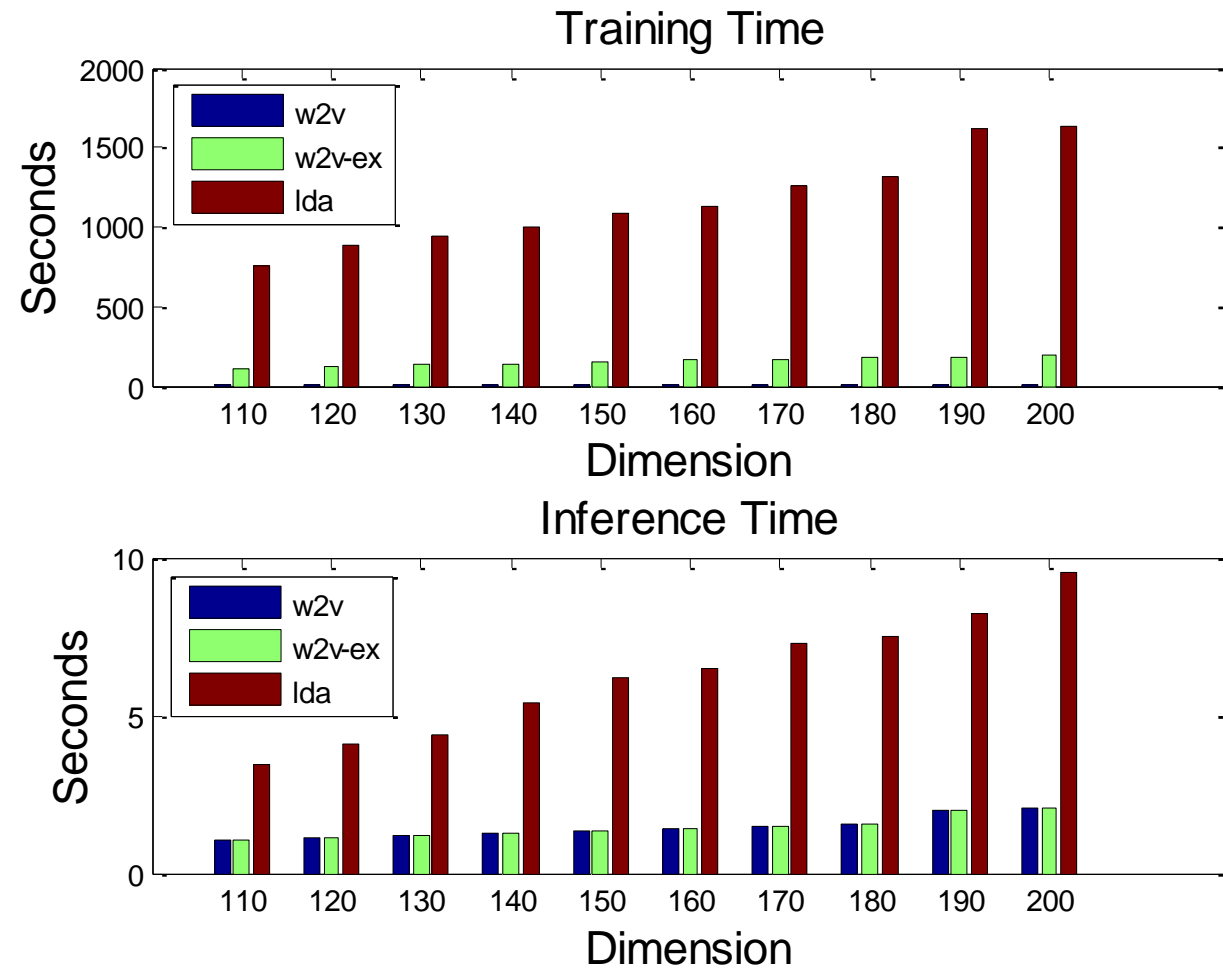 Training Time
2000
1500
1000
500
0
Seconds
w2v
w2v-ex
lda
110 120 130 140 150 160 170 180 190 200
Dimension
Inference Time
10
5
0
Seconds
w2v
w2v-ex
lda
110 120 130 140 150 160 170 180 190 200
Dimension